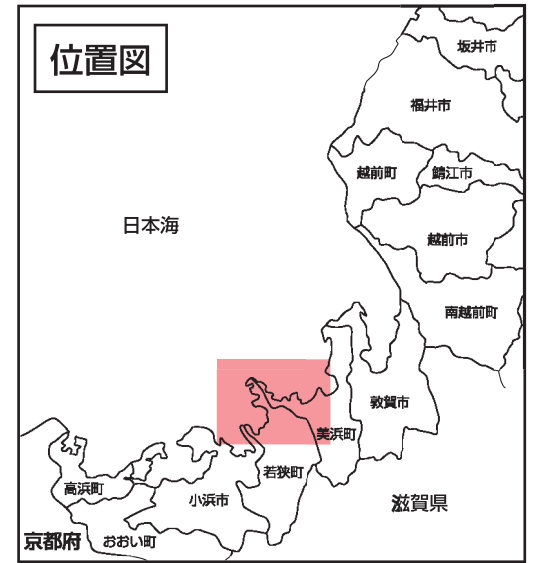 位置図
坂井市
福井市
越前町
鯖江市
日本海
越前市
南越前町
敦賀市
美浜町
若狭町
高浜町
小浜市
滋賀県
京都府
おおい町